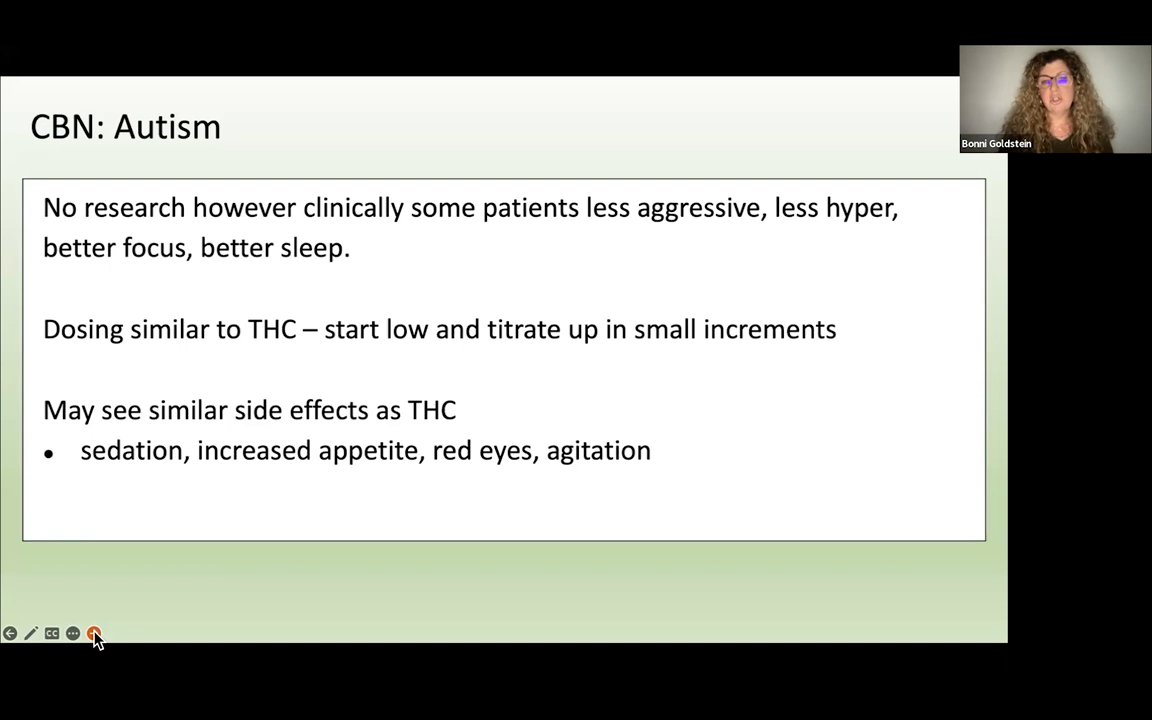 CBN: Autism
Bonni Goldstein
No research however clinically some patients less aggressive, less hyper,
better focus, better sleep.
Dosing similar to THC – start low and titrate up in small increments
May see similar side effects as THC
• sedation, increased appetite, red eyes, agitation
CC